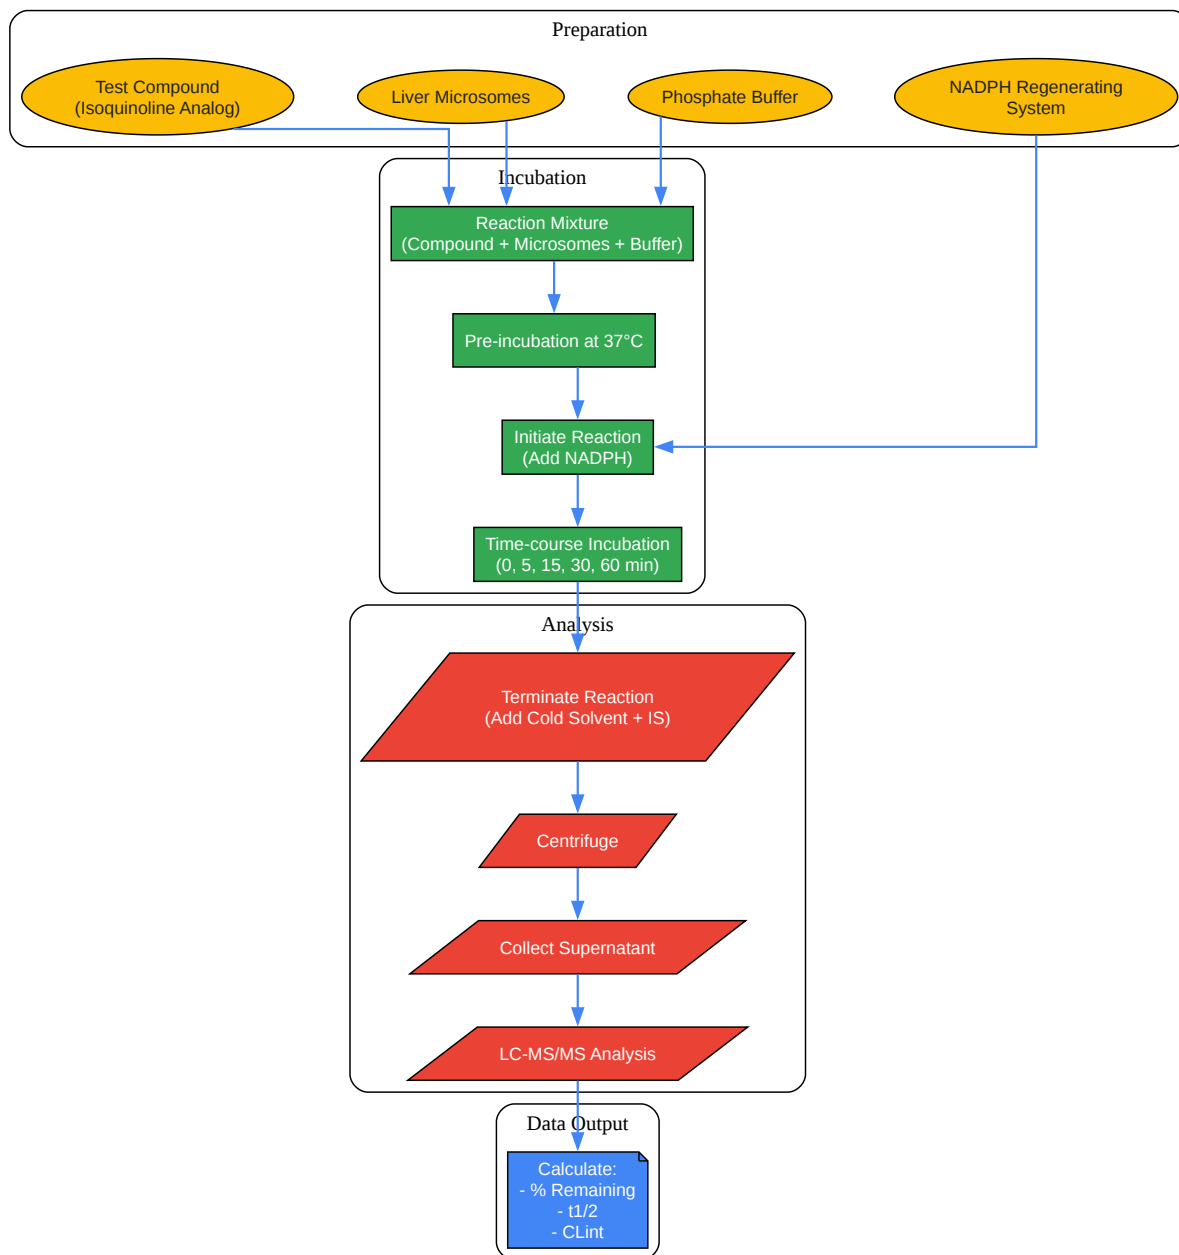 Preparation
Test Compound
(Isoquinoline Analog)
Liver Microsomes
Phosphate Buffer
NADPH Regenerating
System
Incubation
Reaction Mixture
(Compound + Microsomes + Buffer)
Pre-incubation at 37°C
Initiate Reaction
(Add NADPH)
Time-course Incubation
(0, 5, 15, 30, 60 min)
Analysis
Terminate Reaction
(Add Cold Solvent + IS)
Centrifuge
Collect Supernatant
LC-MS/MS Analysis
Data Output
Calculate:
- % Remaining
- t1/2
- CLint